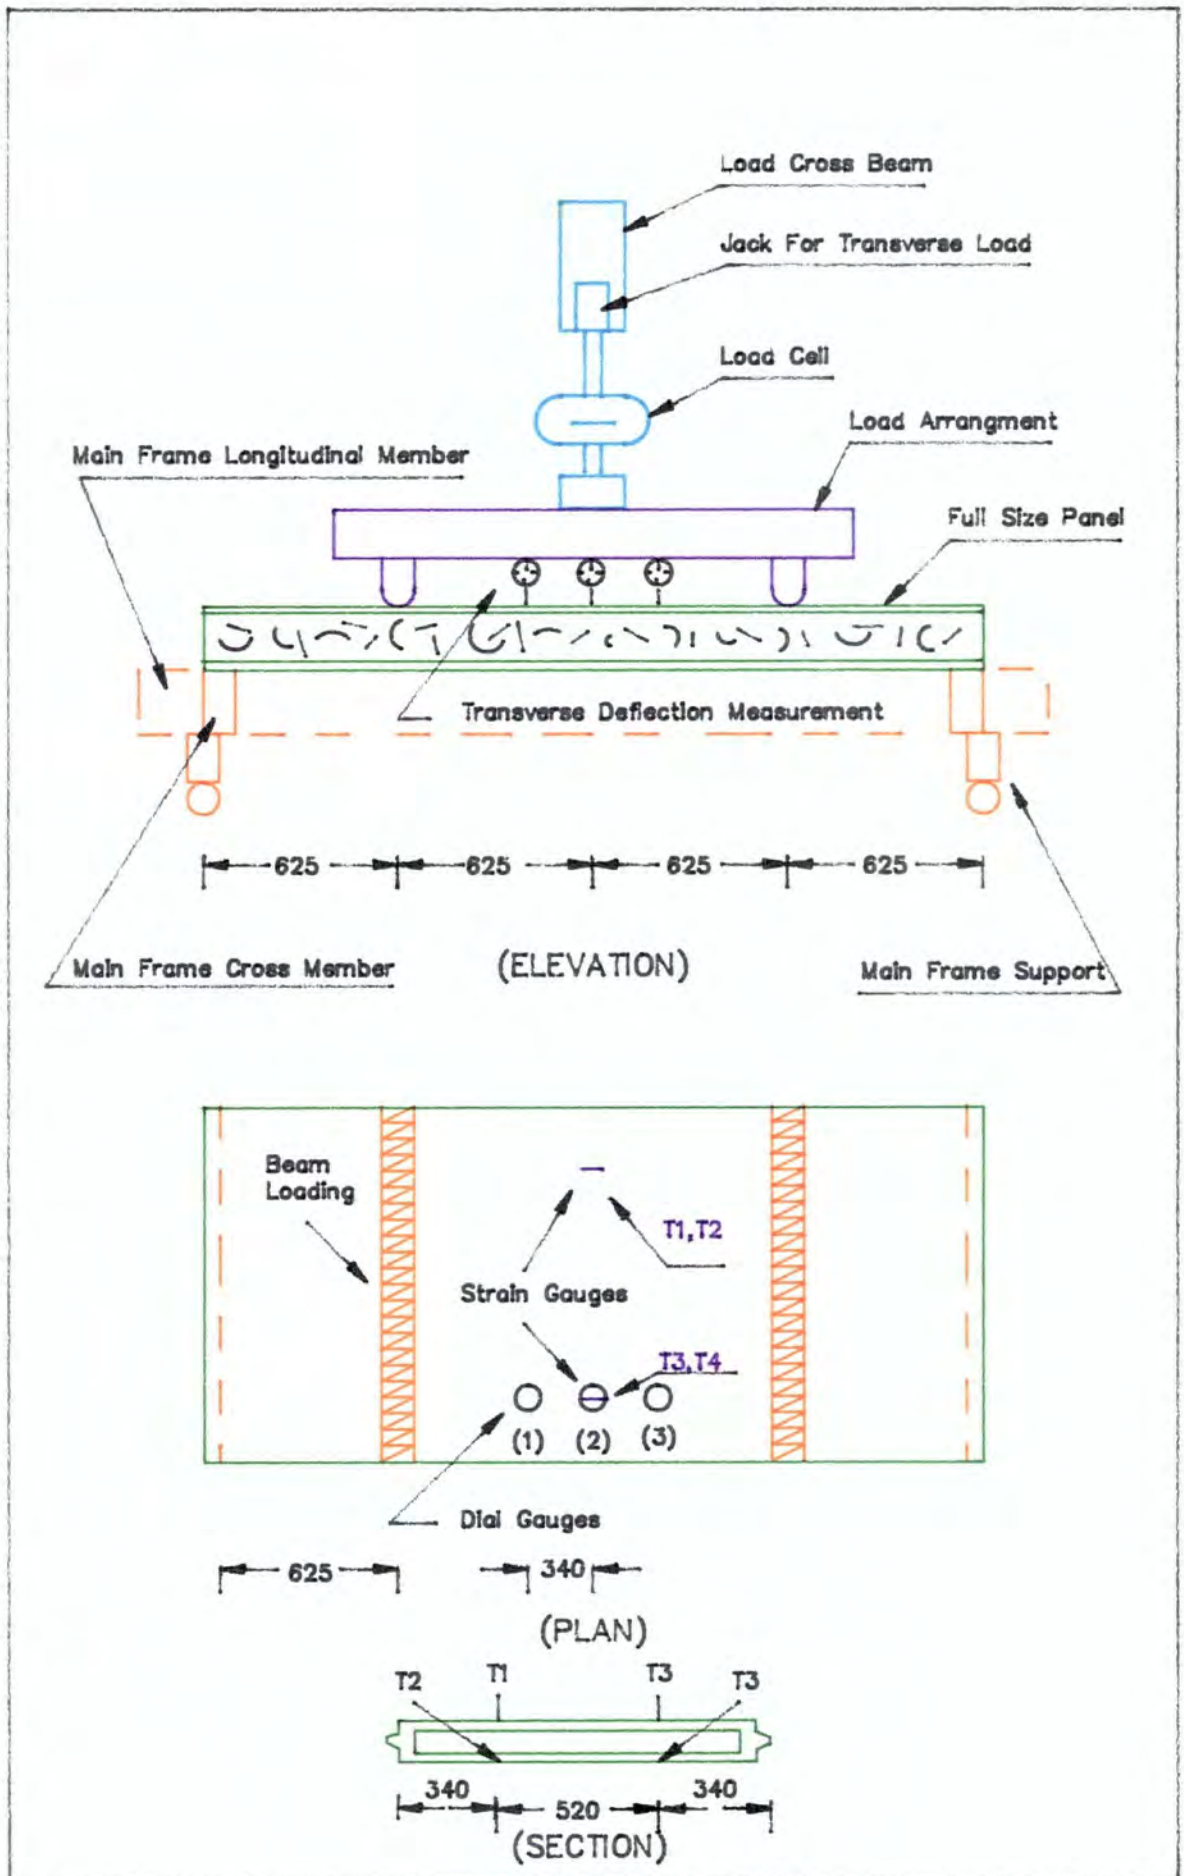 Load Cross Beam
Jack For Transverse Load
Load Cell
Load Arrangment
Main Frame Longitudinal Member
Full Size Panel
Transverse Deflection Measurement
625 625 625 625
Main Frame Cross Member
(ELEVATION)
Main Frame Support
Beam
Loading
T1,T2
Strain Gauges
T3,T4
(1) (2) (3)
Dial Gauges
625 340
(PLAN)
T2 T1 T3 T3
340 520 340
(SECTION)